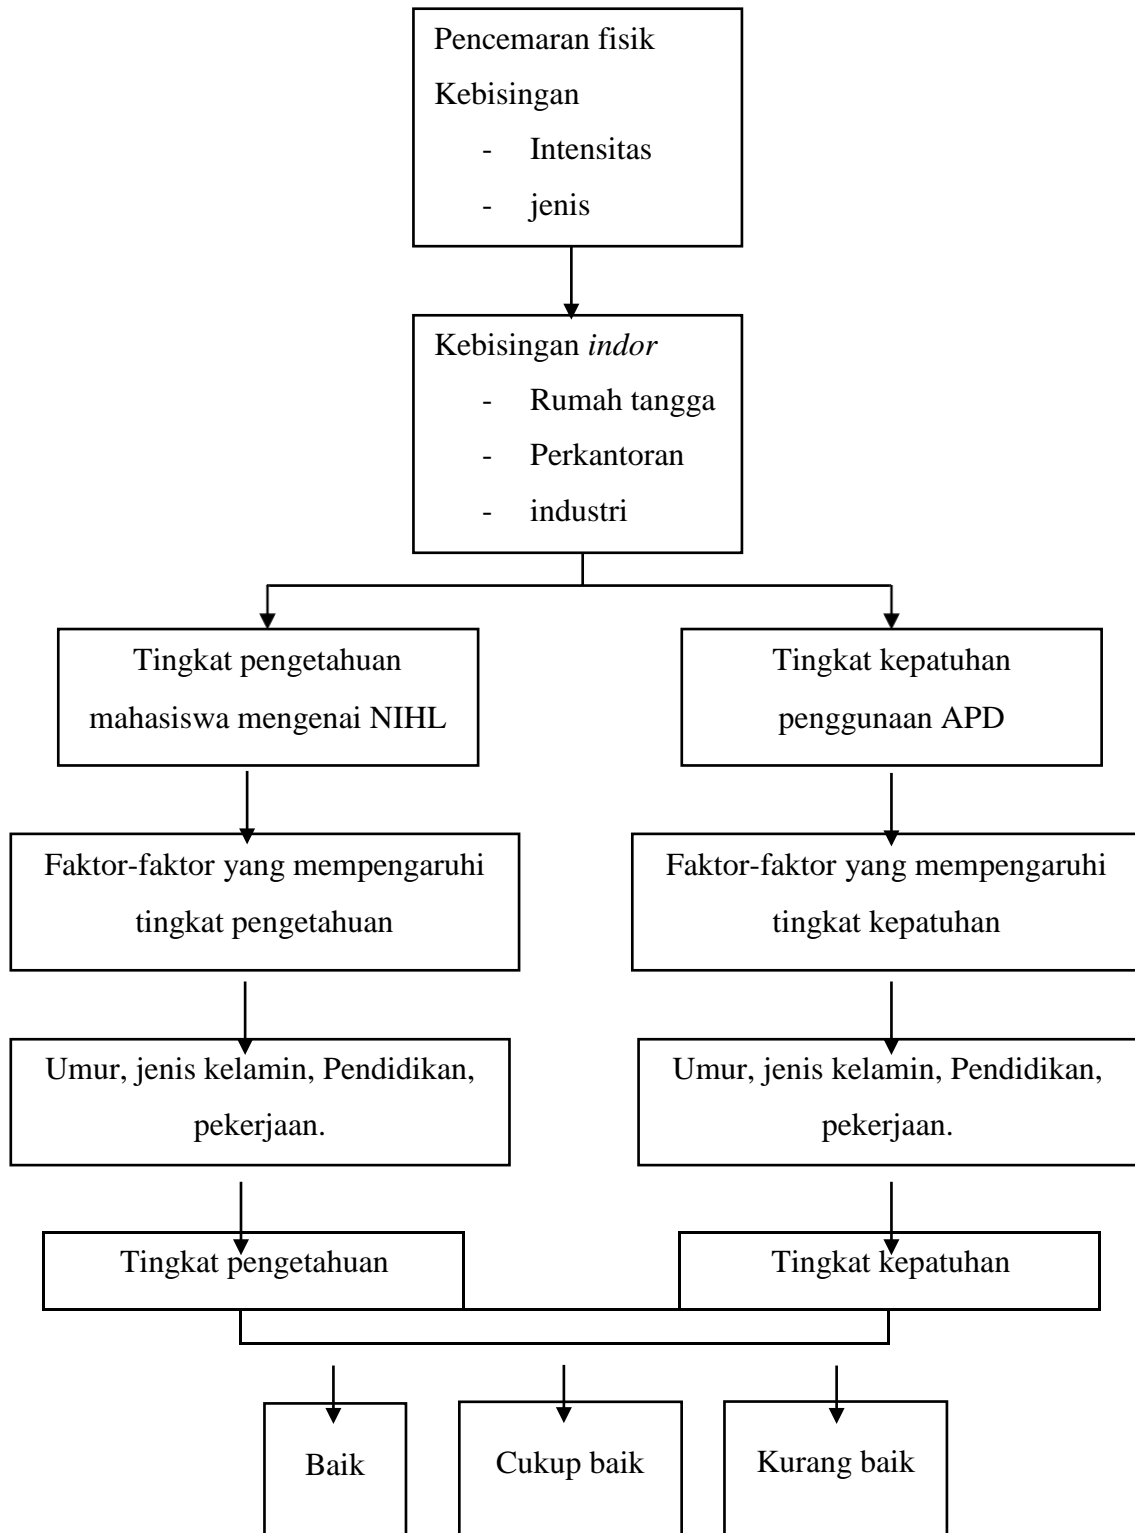 Pencemaran fisik
Kebisingan
- Intensitas
- jenis
Kebisingan indor
- Rumah tangga
- Perkantoran
- industri
Tingkat pengetahuan
mahasiswa mengenai NIHL
Tingkat kepatuhan
penggunaan APD
Faktor-faktor yang mempengaruhi
tingkat pengetahuan
Faktor-faktor yang mempengaruhi
tingkat kepatuhan
Umur, jenis kelamin, Pendidikan,
pekerjaan.
Umur, jenis kelamin, Pendidikan,
pekerjaan.
Tingkat pengetahuan
Tingkat kepatuhan
Baik
Cukup baik
Kurang baik